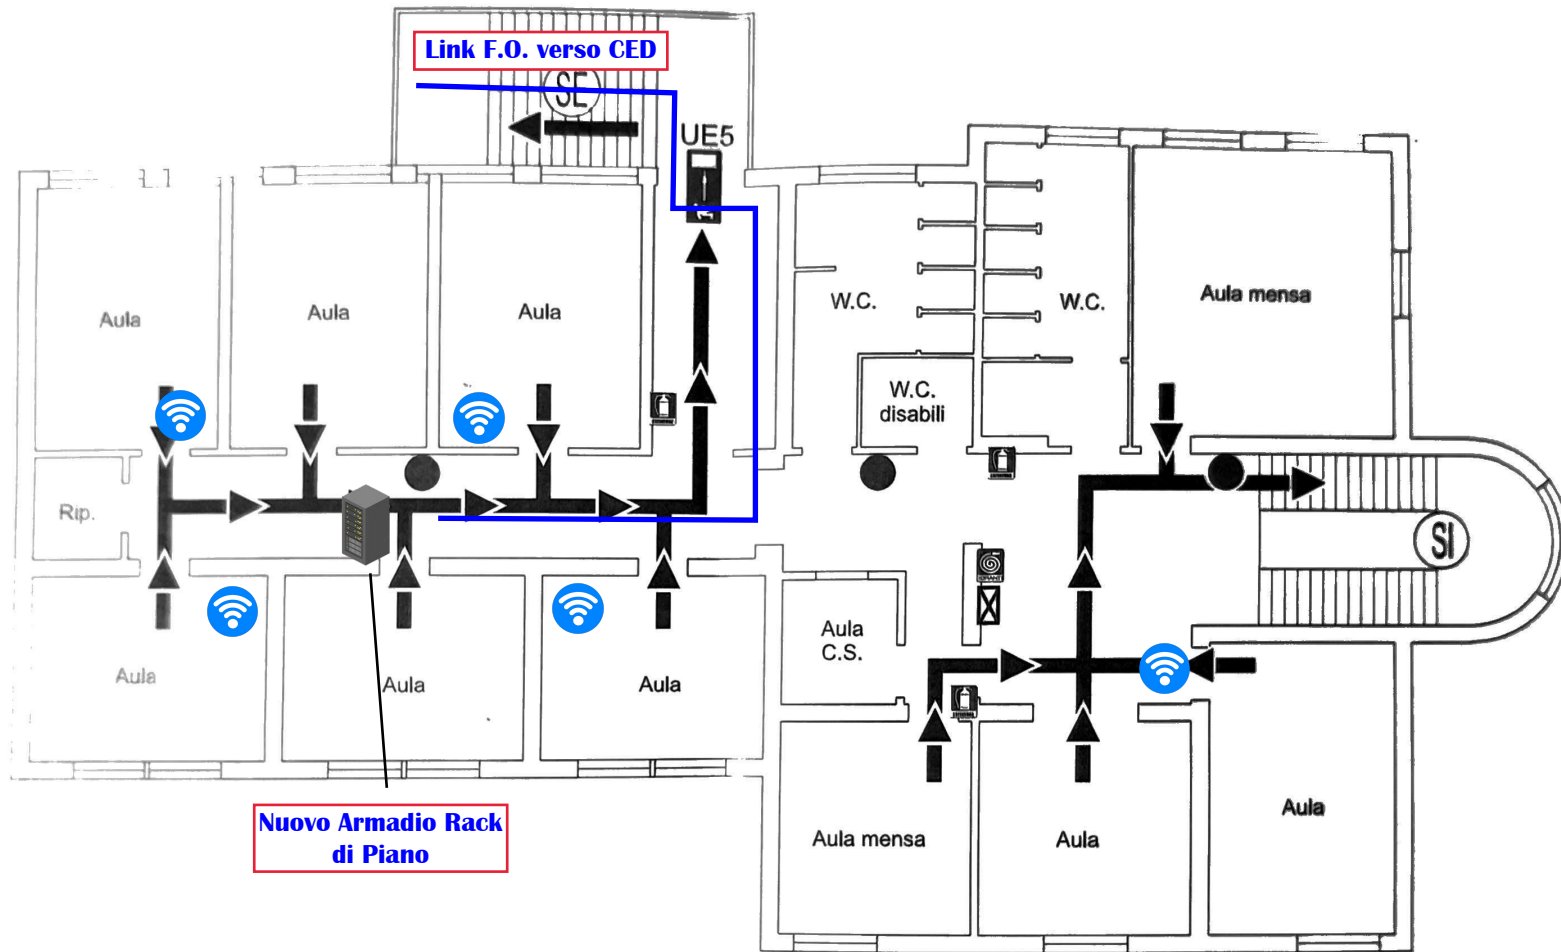 Link F.O. verso CED
SE
UE5
Aula
Aula
Aula
W.C.
W.C.
Aula mensa
W.C.
disabili
Rip.
SI
Aula
C.S.
Aula
Aula
Aula
Nuovo Armadio Rack
di Piano
Aula mensa
Aula
Aula